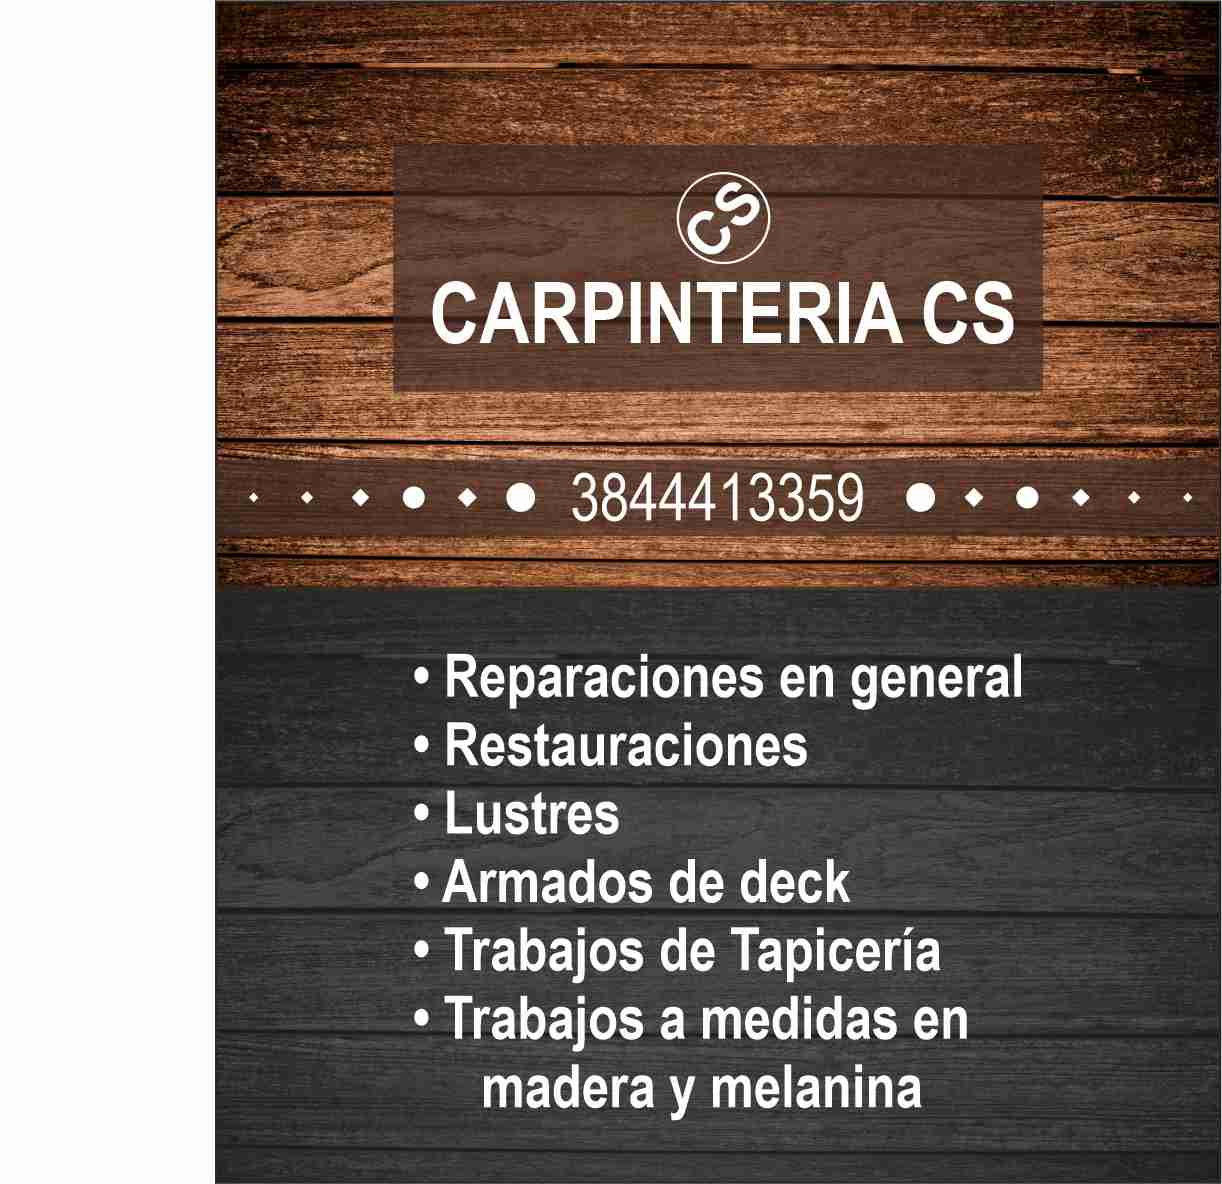 CS
CARPINTERIA CS
3844413359
• Reparaciones en general
• Restauraciones
• Lustres
• Armados de deck
• Trabajos de Tapicería
• Trabajos a medidas en
madera y melanina